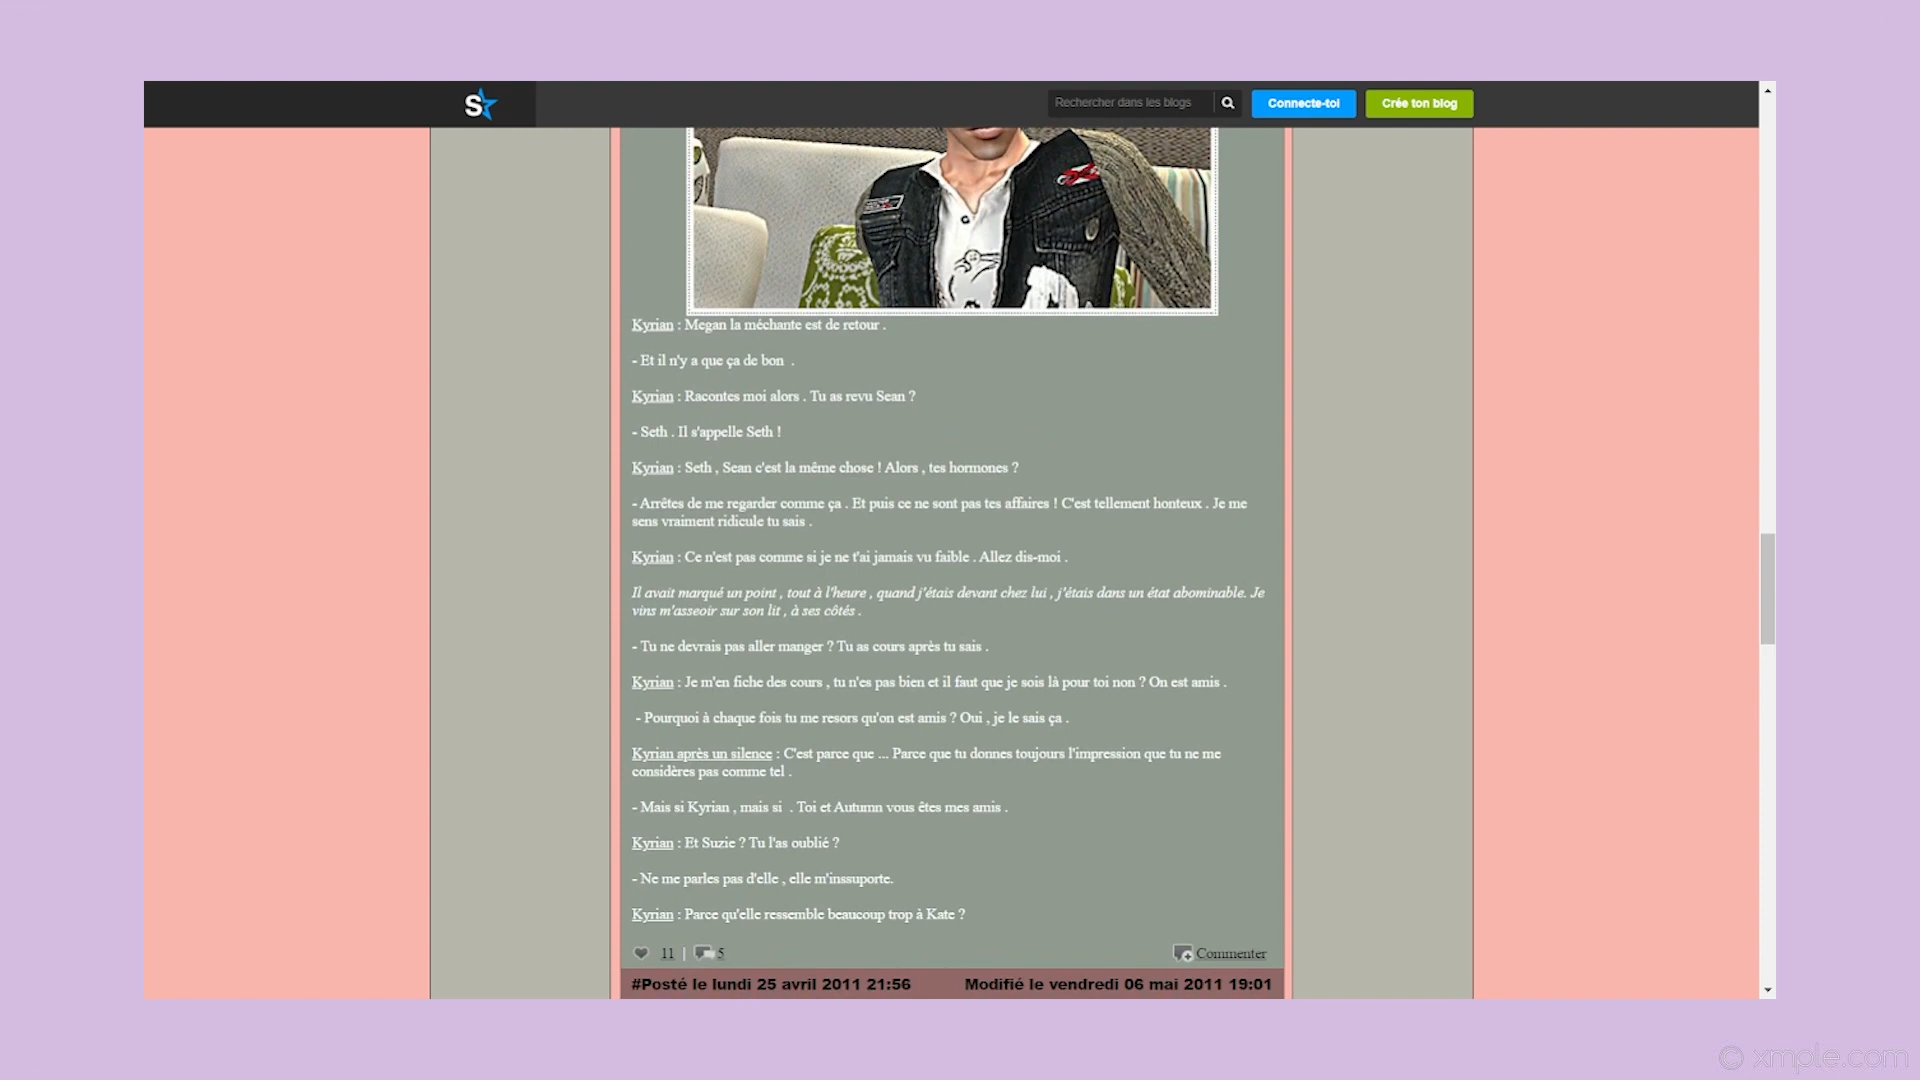 S
Rechercher dans les blogs
Connecte-toi
Crée ton blog
Kyrian : Megan la méchante est de retour .
- Et il n'y a que ça de bon  .
Kyrian : Racontes moi alors . Tu as revu Sean ?
- Seth . Il s'appelle Seth !
Kyrian : Seth , Sean c'est la même chose ! Alors , tes hormones ?
- Arrêtes de me regarder comme ça . Et puis ce ne sont pas tes affaires ! C'est tellement honteux . Je me
sens vraiment ridicule tu sais .
Kyrian : Ce n'est pas comme si je ne t'ai jamais vu faible . Allez dis-moi .
Il avait marqué un point , tout à l'heure , quand j'étais devant chez lui , j'étais dans un état abominable. Je
vins m'asseoir sur son lit , à ses côtés .
- Tu ne devrais pas aller manger ? Tu as cours après tu sais .
Kyrian : Je m'en fiche des cours , tu n'es pas bien et il faut que je sois là pour toi non ? On est amis .
- Pourquoi à chaque fois tu me resors qu'on est amis ? Oui , je le sais ça .
Kyrian après un silence : C'est parce que ... Parce que tu donnes toujours l'impression que tu ne me
considères pas comme tel .
- Mais si Kyrian , mais si  . Toi et Autumn vous êtes mes amis .
Kyrian : Et Suzie ? Tu l'as oublié ?
- Ne me parles pas d'elle , elle m'inssuporte.
Kyrian : Parce qu'elle ressemble beaucoup trop à Kate ?
11 | 5
Commenter
#Posté le lundi 25 avril 2011 21:56
Modifié le vendredi 06 mai 2011 19:01
© xmple.com